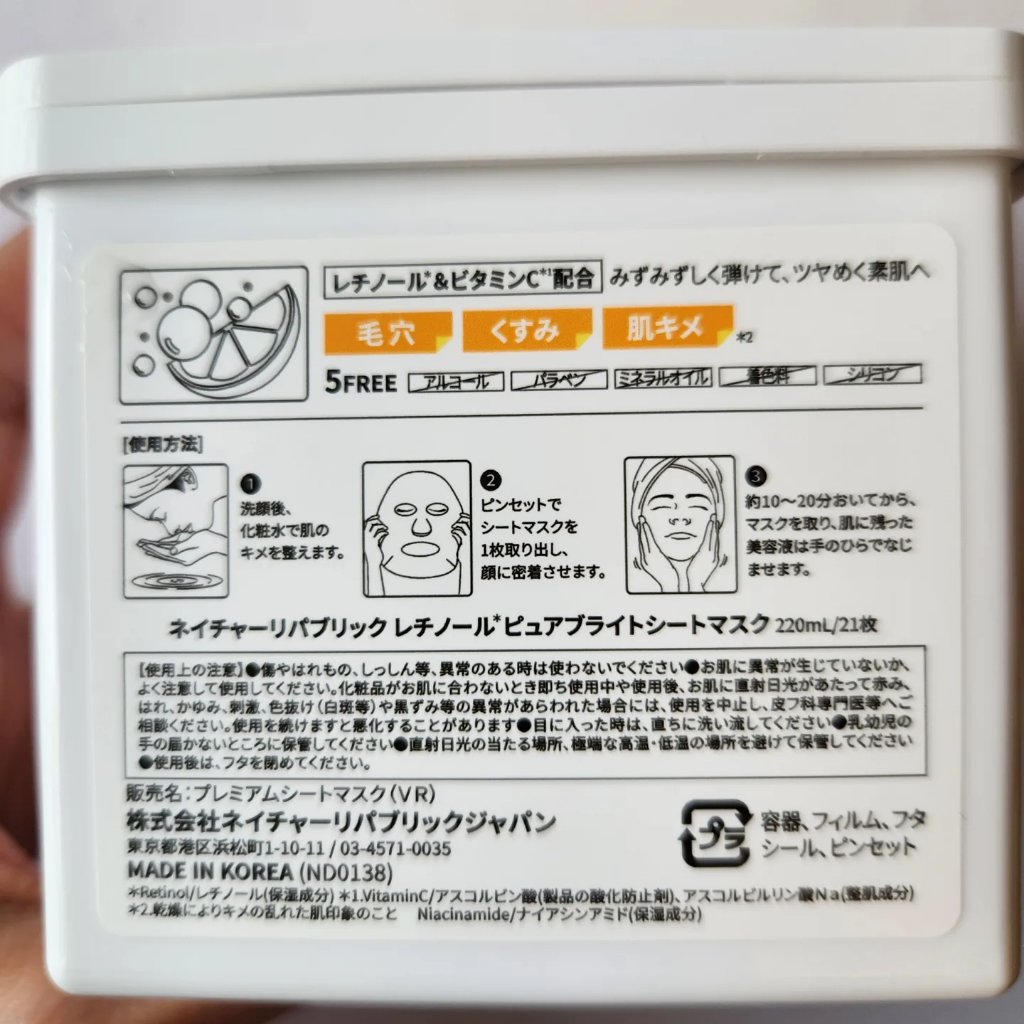 レチノール*&ビタミンC*1配合 みずみずしく弾けて、ツヤめく素肌へ
毛穴 くすみ 肌キメ *2
5FREE アルコール パラベン ミネラルオイル 着色料 シリコン
[使用方法]
1
洗顔後、
化粧水で肌の
キメを整えます。
2
ピンセットで
シートマスクを
1枚取り出し、
顔に密着させます。
3
約10～20分おいてから、
マスクを取り、肌に残った
美容液は手のひらでなじ
ませます。
ネイチャーリパブリック レチノール*ピュアブライトシートマスク 220mL/21枚
【使用上の注意】●傷やはれもの、しっしん等、異常のある時は使わないでください●お肌に異常が生じていないか、
よく注意して使用してください。化粧品がお肌に合わないとき即ち使用中や使用後、お肌に直射日光があたって赤み、
はれ、かゆみ、刺激、色抜け(白斑等)や黒ずみ等の異常があらわれた場合には、使用を中止し、皮フ科専門医等へご
相談ください。使用を続けますと悪化することがあります●目に入った時は、直ちに洗い流してください●乳幼児の
手の届かないところに保管してください●直射日光の当たる場所、極端な高温・低温の場所を避けて保管してください
●使用後は、フタを閉めてください。
販売名:プレミアムシートマスク(VR)
株式会社ネイチャーリパブリックジャパン
東京都港区浜松町1-10-11 / 03-4571-0035
MADE IN KOREA (ND0138)
プラ
容器、フィルム、フタ
シール、ピンセット
*Retinol/レチノール(保湿成分) *1.VitaminC/アスコルビン酸(製品の酸化防止剤)、アスコルビルリン酸Na(整肌成分)
*2.乾燥によりキメの乱れた肌印象のこと Niacinamide/ナイアシンアミド(保湿成分)